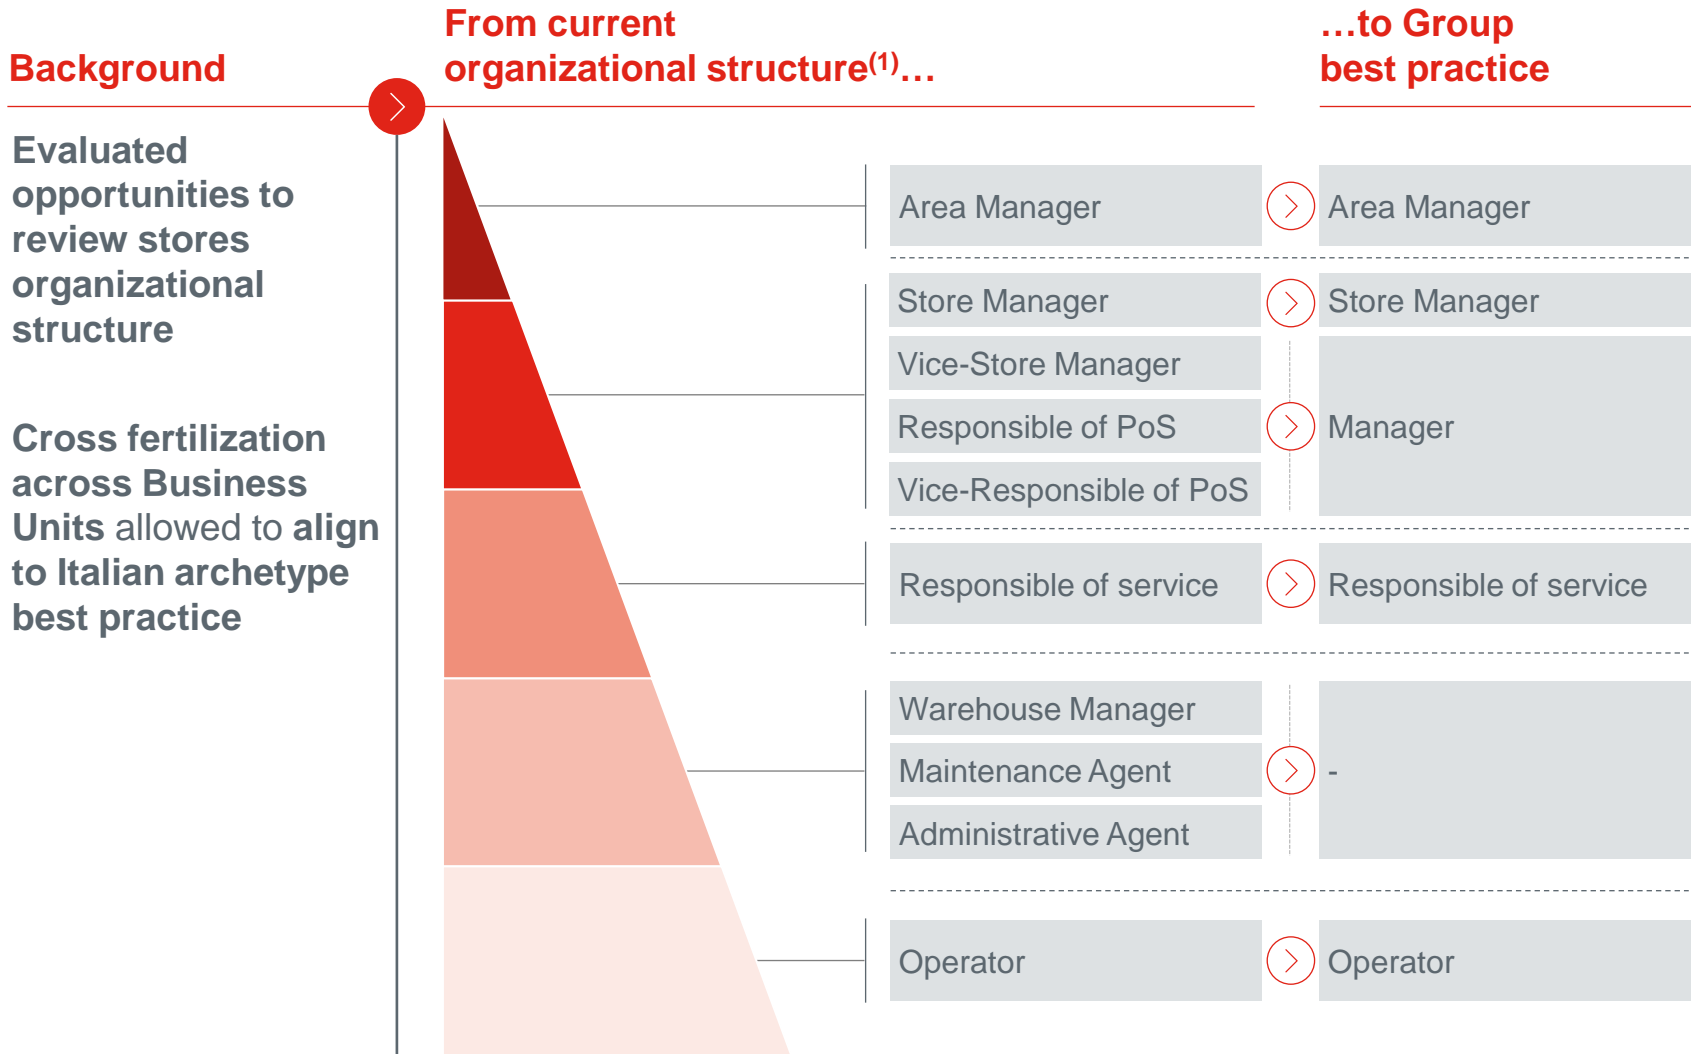 Background
From current
organizational structure(1)…
…to Group
best practice
Evaluated
opportunities to
review stores
organizational
structure
Cross fertilization
across Business
Units allowed to align
to Italian archetype
best practice
Area Manager
Area Manager
Store Manager
Store Manager
Vice-Store Manager
Responsible of PoS
Vice-Responsible of PoS
Manager
Responsible of service
Responsible of service
Warehouse Manager
Maintenance Agent
Administrative Agent
-
Operator
Operator